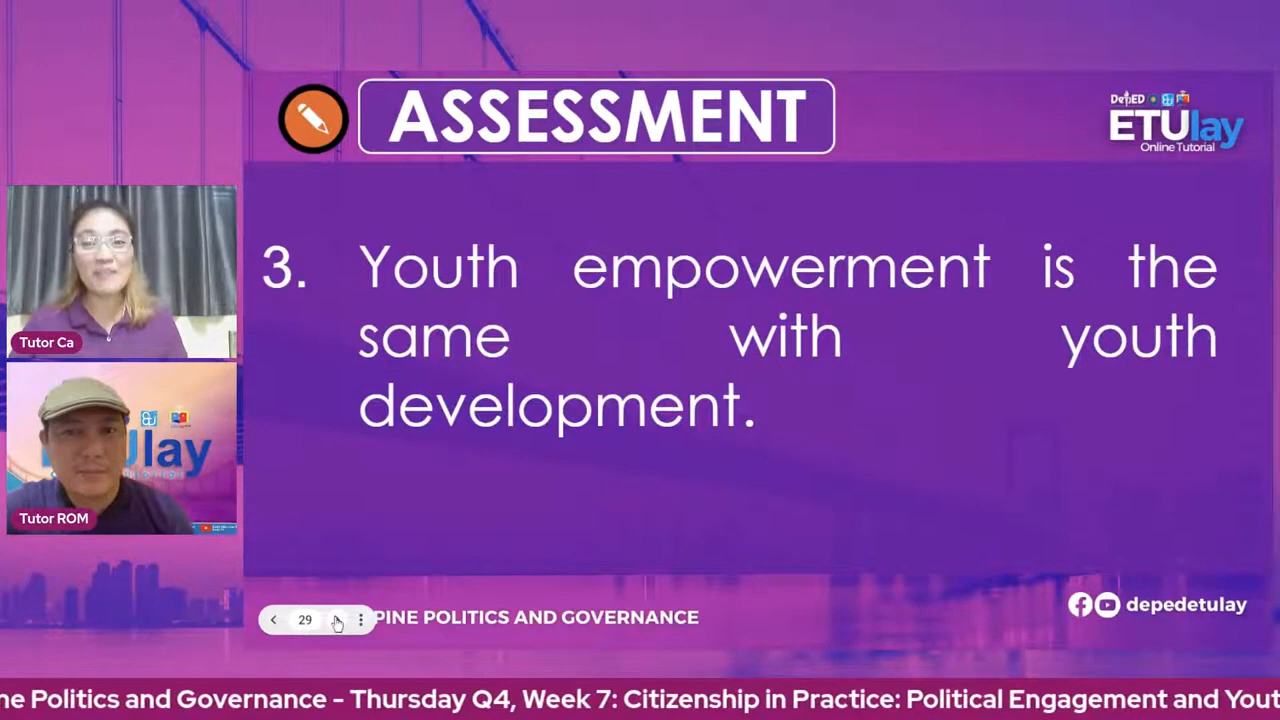 ASSESSMENT
DepED
ETUlay
Online Tutorial
3. Youth empowerment is the
same with youth
development.
Tutor Ca
lay
Tutor ROM
29
PINE POLITICS AND GOVERNANCE
depedetulay
ne Politics and Governance - Thursday Q4, Week 7: Citizenship in Practice: Political Engagement and Yout